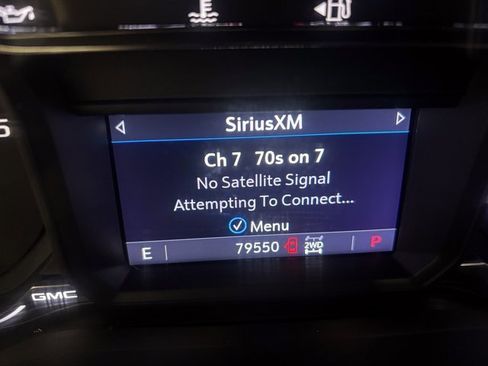 SiriusXM
Ch 7 70s on 7
No Satellite Signal
Attempting To Connect...
Menu
E 79550 2WD P
GMC